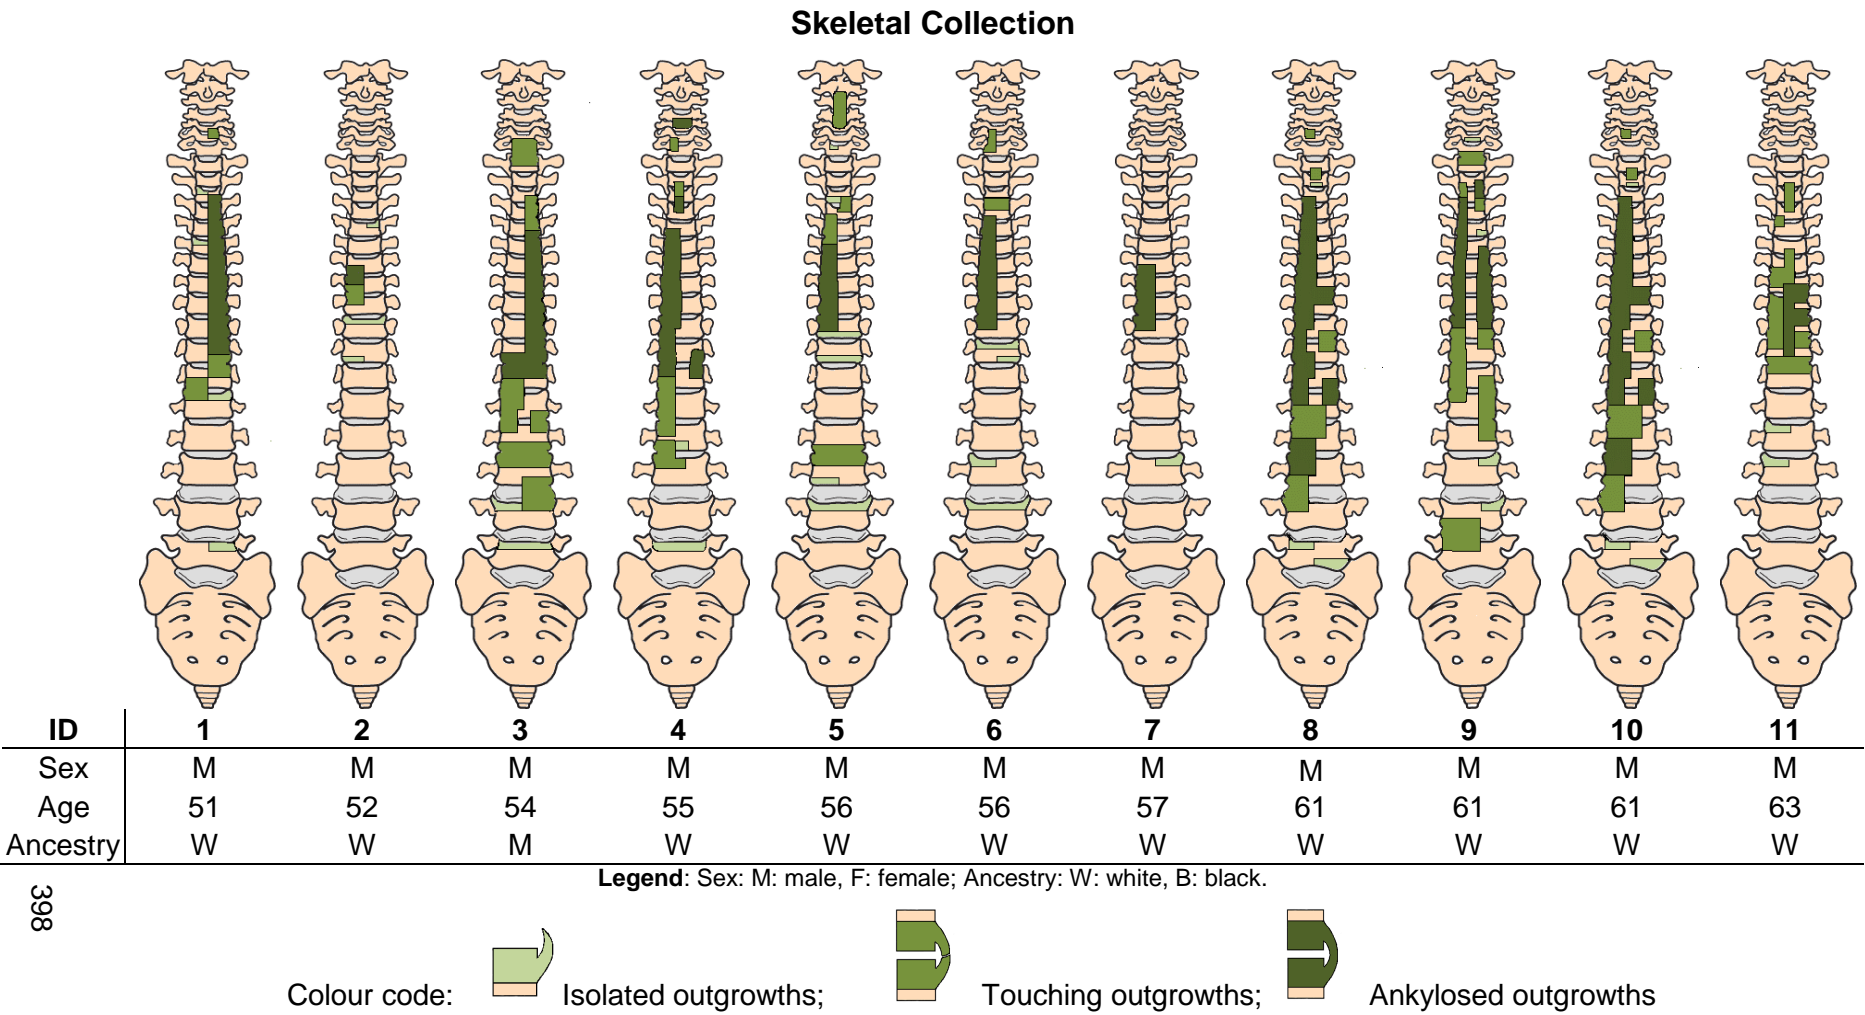 Skeletal Collection
ID 1 2 3 4 5 6 7 8 9 10 11
Sex M M M M M M M M M M M
Age 51 52 54 55 56 56 57 61 61 61 63
Ancestry W W M W W W W W W W W
Legend: Sex: M: male, F: female; Ancestry: W: white, B: black.
398
Colour code: Isolated outgrowths; Touching outgrowths; Ankylosed outgrowths